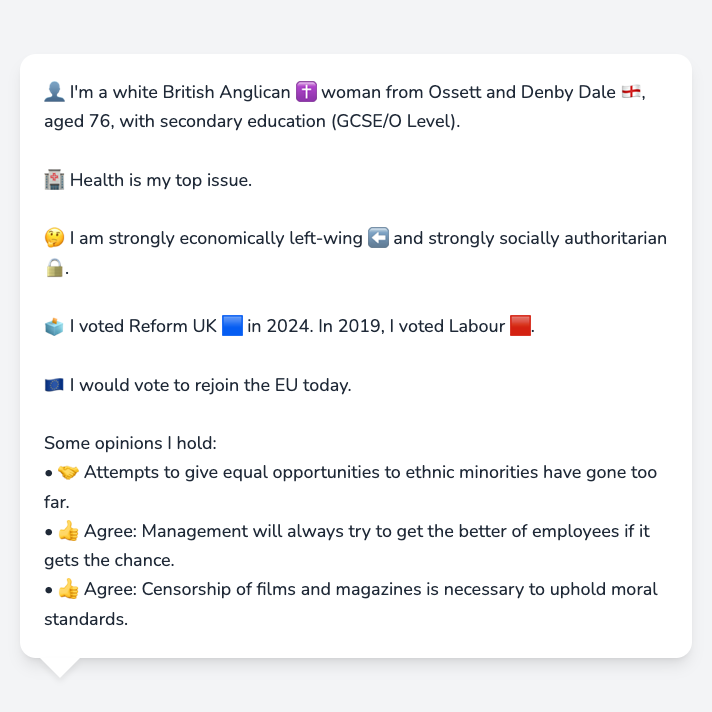 👤 I'm a white British Anglican ✝️ woman from Ossett and Denby Dale 🏴󠁧󠁢󠁥󠁮󠁧󠁿,
aged 76, with secondary education (GCSE/O Level).
🏥 Health is my top issue.
🤔 I am strongly economically left-wing ⬅️ and strongly socially authoritarian
🔒.
🗳️ I voted Reform UK 🟦 in 2024. In 2019, I voted Labour 🟥.
🇪🇺 I would vote to rejoin the EU today.
Some opinions I hold:
• 🤝 Attempts to give equal opportunities to ethnic minorities have gone too
far.
• 👍 Agree: Management will always try to get the better of employees if it
gets the chance.
• 👍 Agree: Censorship of films and magazines is necessary to uphold moral
standards.